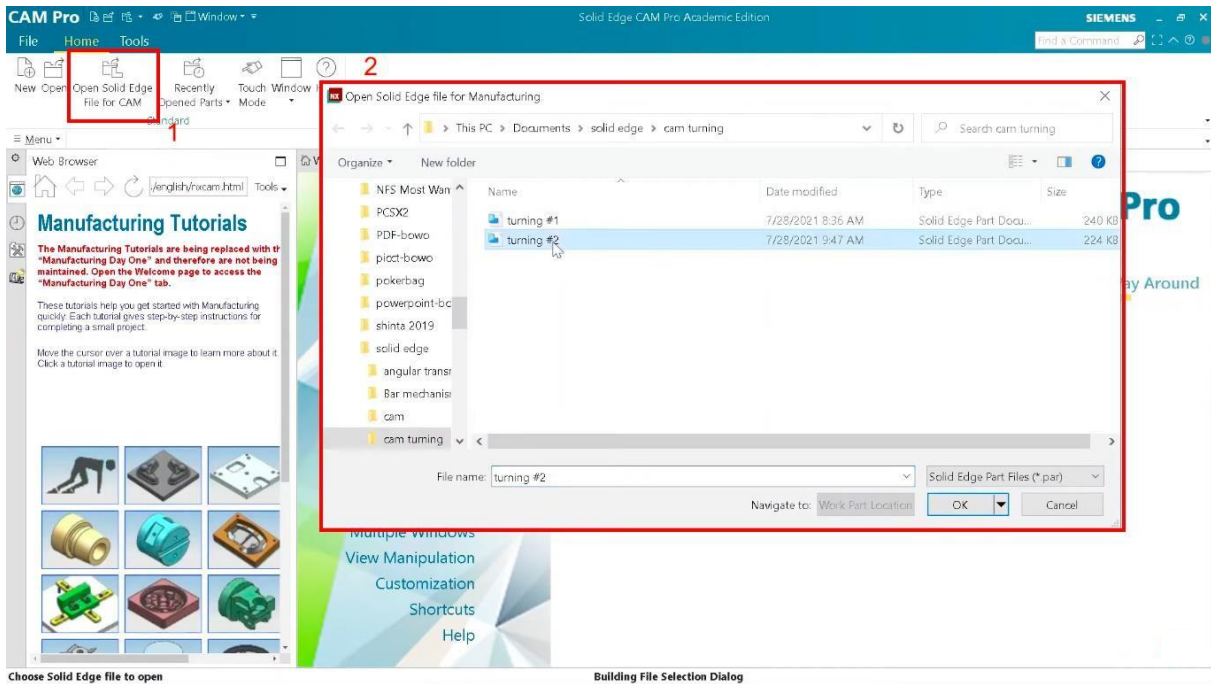 CAM Pro
Window
Solid Edge CAM Pro Academic Edition
SIEMENS
File Home Tools
Find a Command
New Open Open Solid Edge File for CAM
Recently Opened Parts
Touch Mode
Window
Standard
1
2
Menu
Web Browser
/english/nxcam.html Tools
Manufacturing Tutorials
The Manufacturing Tutorials are being replaced with th
"Manufacturing Day One" and therefore are not being
maintained. Open the Welcome page to access the
"Manufacturing Day One" tab.
These tutorials help you get started with Manufacturing
quickly. Each tutorial gives step-by-step instructions for
completing a small project.
Move the cursor over a tutorial image to learn more about it.
Click a tutorial image to open it.
Open Solid Edge file for Manufacturing
This PC > Documents > solid edge > cam turning
Search cam turning
Organize New folder
NFS Most Wan
PCSX2
PDF-bowo
picct-bowo
pokerbag
powerpoint-bc
shinta 2019
solid edge
angular transr
Bar mechanisr
cam
cam turning
Name Date modified Type Size
turning #1 7/28/2021 8:36 AM Solid Edge Part Docu... 240 KB
turning #2 7/28/2021 9:47 AM Solid Edge Part Docu... 224 KB
File name: turning #2 Solid Edge Part Files (*.par)
Navigate to: Work Part Location OK Cancel
Pro
ay Around
Multiple Windows
View Manipulation
Customization
Shortcuts
Help
Choose Solid Edge file to open
Building File Selection Dialog